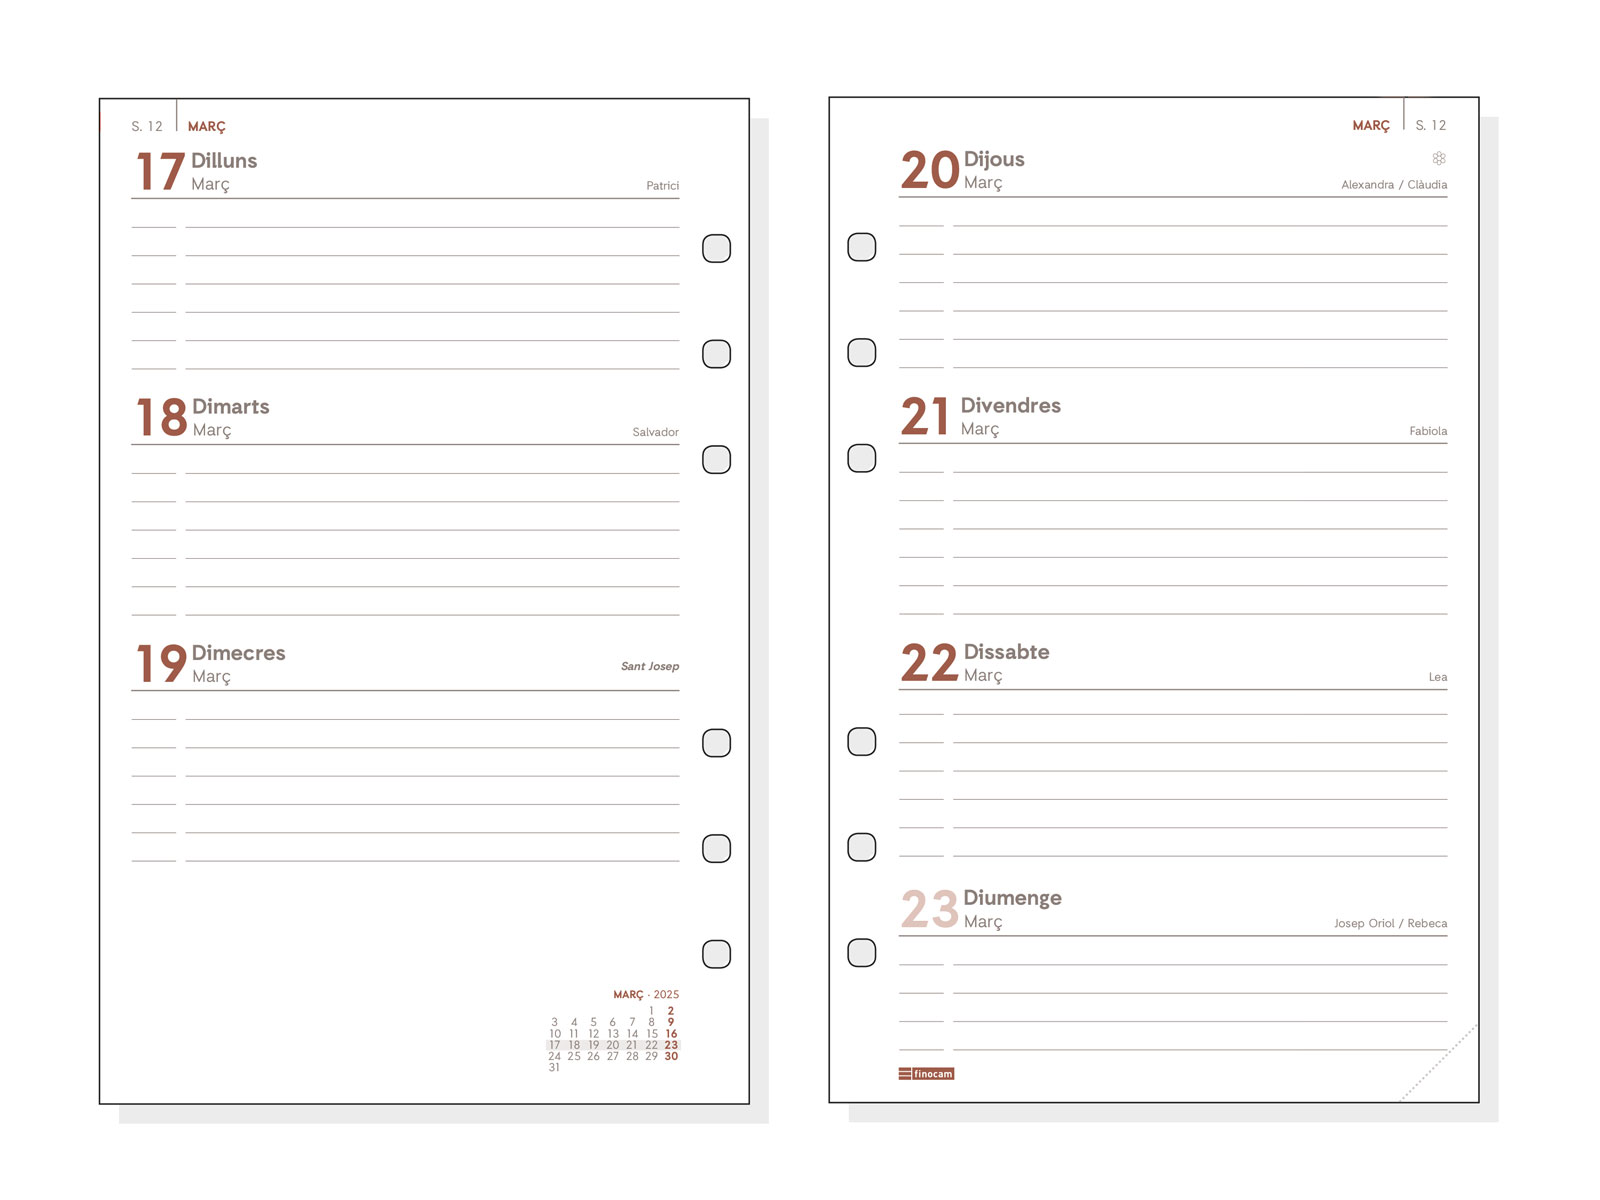 S. 12 MARÇ
17 Dilluns
Març Patrici
18 Dimarts
Març Salvador
19 Dimecres
Març Sant Josep
MARÇ · 2025
1 2
3 4 5 6 7 8 9
10 11 12 13 14 15 16
17 18 19 20 21 22 23
24 25 26 27 28 29 30
31
MARÇ S. 12
20 Dijous
Març Alexandra / Clàudia
21 Divendres
Març Fabiola
22 Dissabte
Març Lea
23 Diumenge
Març Josep Oriol / Rebeca
finocam